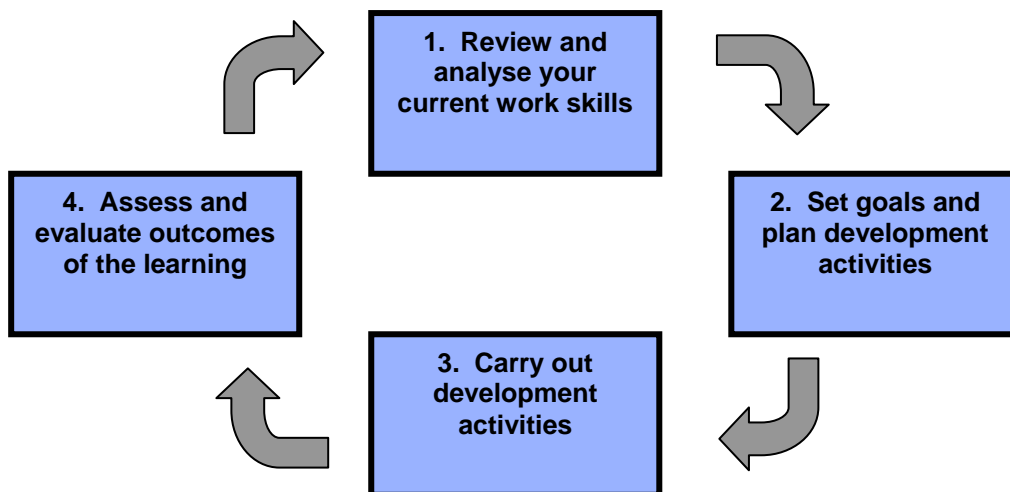 1. Review and
analyse your
current work skills
2. Set goals and
plan development
activities
3. Carry out
development
activities
4. Assess and
evaluate outcomes
of the learning